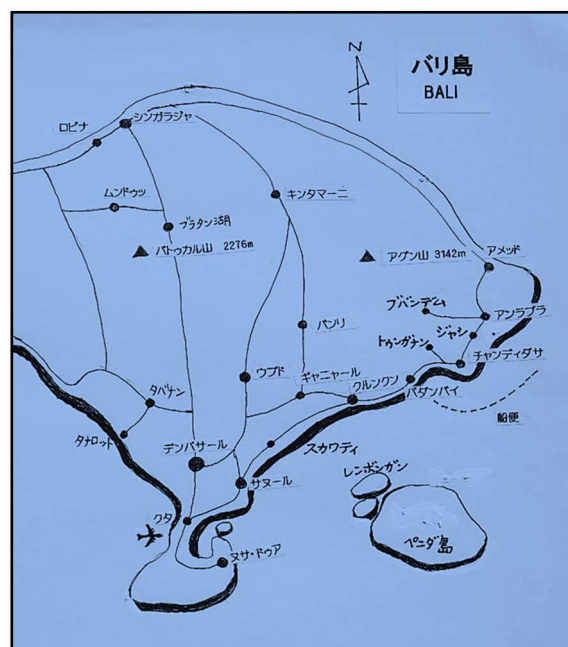 N
バリ島
BALI
ロビナ
シンガラジャ
ムンドゥッ
ブラタン湖
キンタマーニ
バトゥカル山 2276m
アグン山 3142m
アメッド
ブバンデム
アンラプラ
バンリ
ジャシ
トゥンガナン
チャンディダサ
ウブド
ギャニャール
クルンクン
パダンバイ
タバナン
船便
タナロット
デンパサール
スカワティ
レンボンガン
サヌール
クタ
ペニダ島
ヌサ・ドゥア